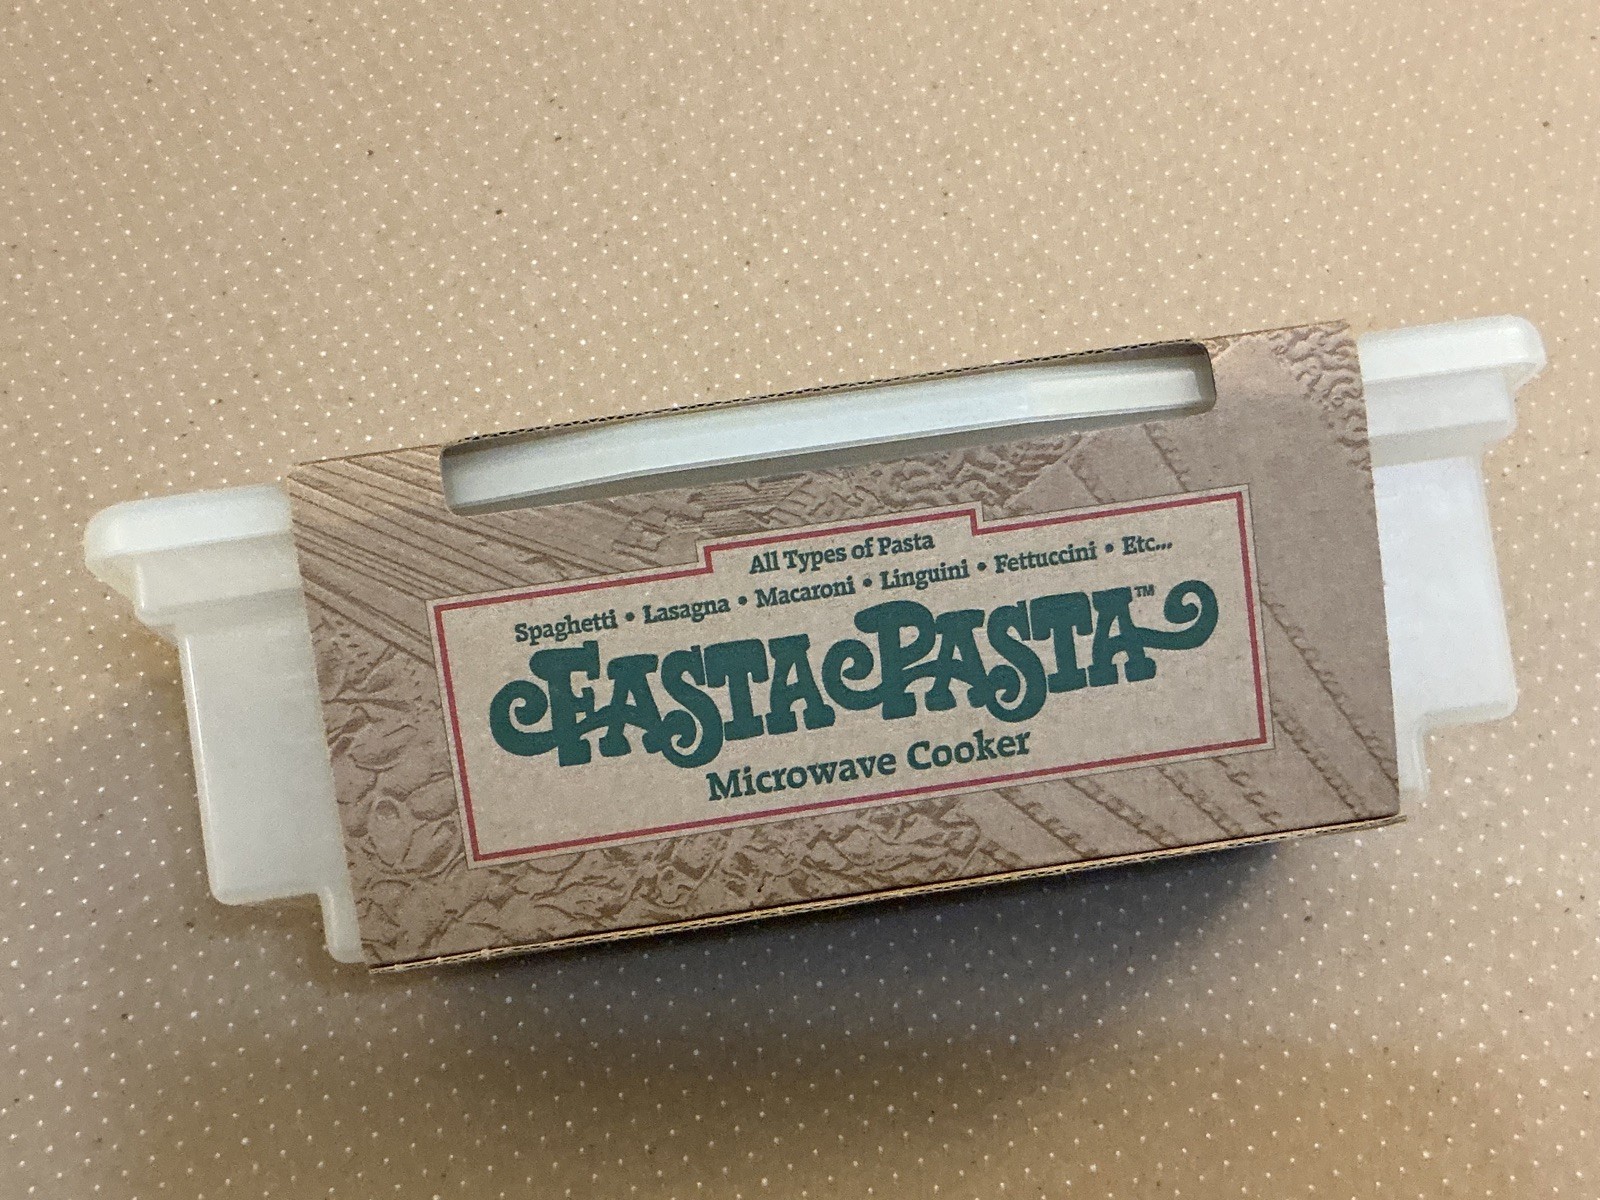 All Types of Pasta
Spaghetti • Lasagna • Macaroni • Linguini • Fettuccini • Etc...
FASTA PASTA™
Microwave Cooker